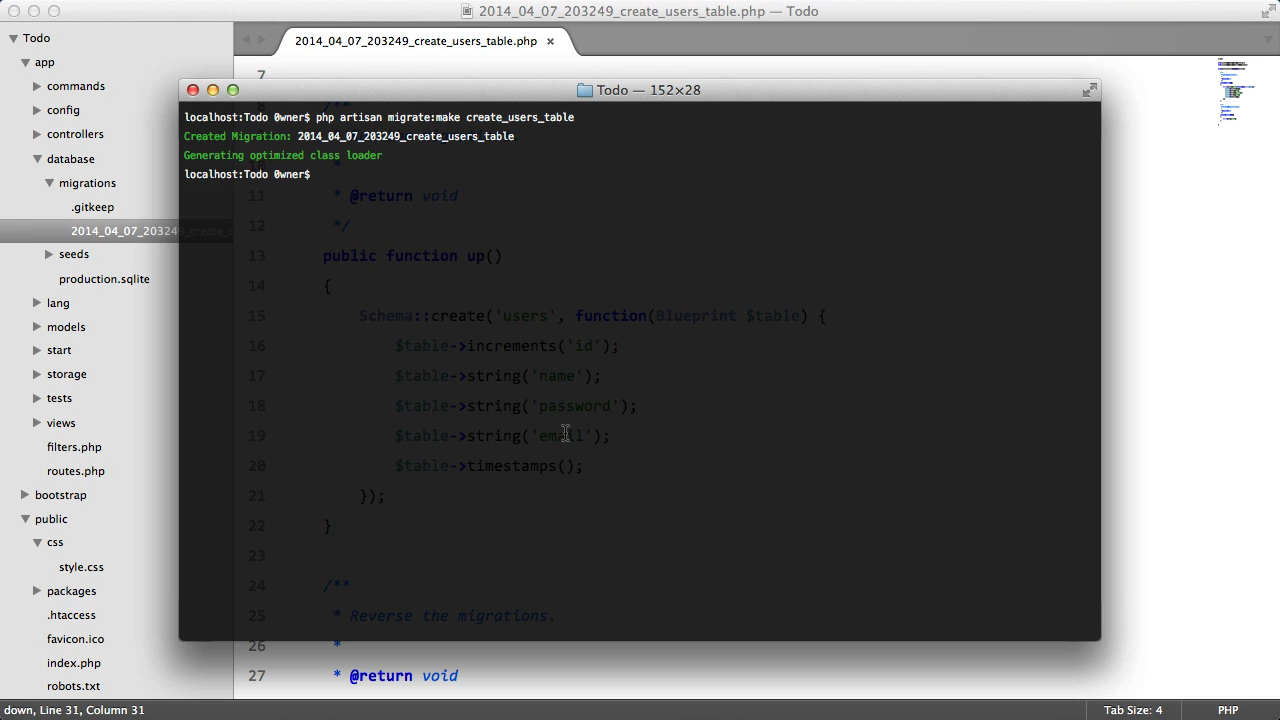 2014_04_07_203249_create_users_table.php — Todo
Todo
app
commands
config
controllers
database
migrations
.gitkeep
2014_04_07_203249_create_u
seeds
production.sqlite
lang
models
start
storage
tests
views
filters.php
routes.php
bootstrap
public
css
style.css
packages
.htaccess
favicon.ico
index.php
robots.txt
2014_04_07_203249_create_users_table.php ×
7
Todo — 152×28
localhost:Todo 0wner$ php artisan migrate:make create_users_table
Created Migration: 2014_04_07_203249_create_users_table
Generating optimized class loader
localhost:Todo 0wner$
8 /**
*
11 * @return void
12 */
13 public function up()
14 {
15 Schema::create('users', function(Blueprint $table) {
16 $table->increments('id');
17 $table->string('name');
18 $table->string('password');
19 $table->string('email');
20 $table->timestamps();
21 });
22 }
23
24 /**
25 * Reverse the migrations.
26 *
27 * @return void
down, Line 31, Column 31
Tab Size: 4
PHP